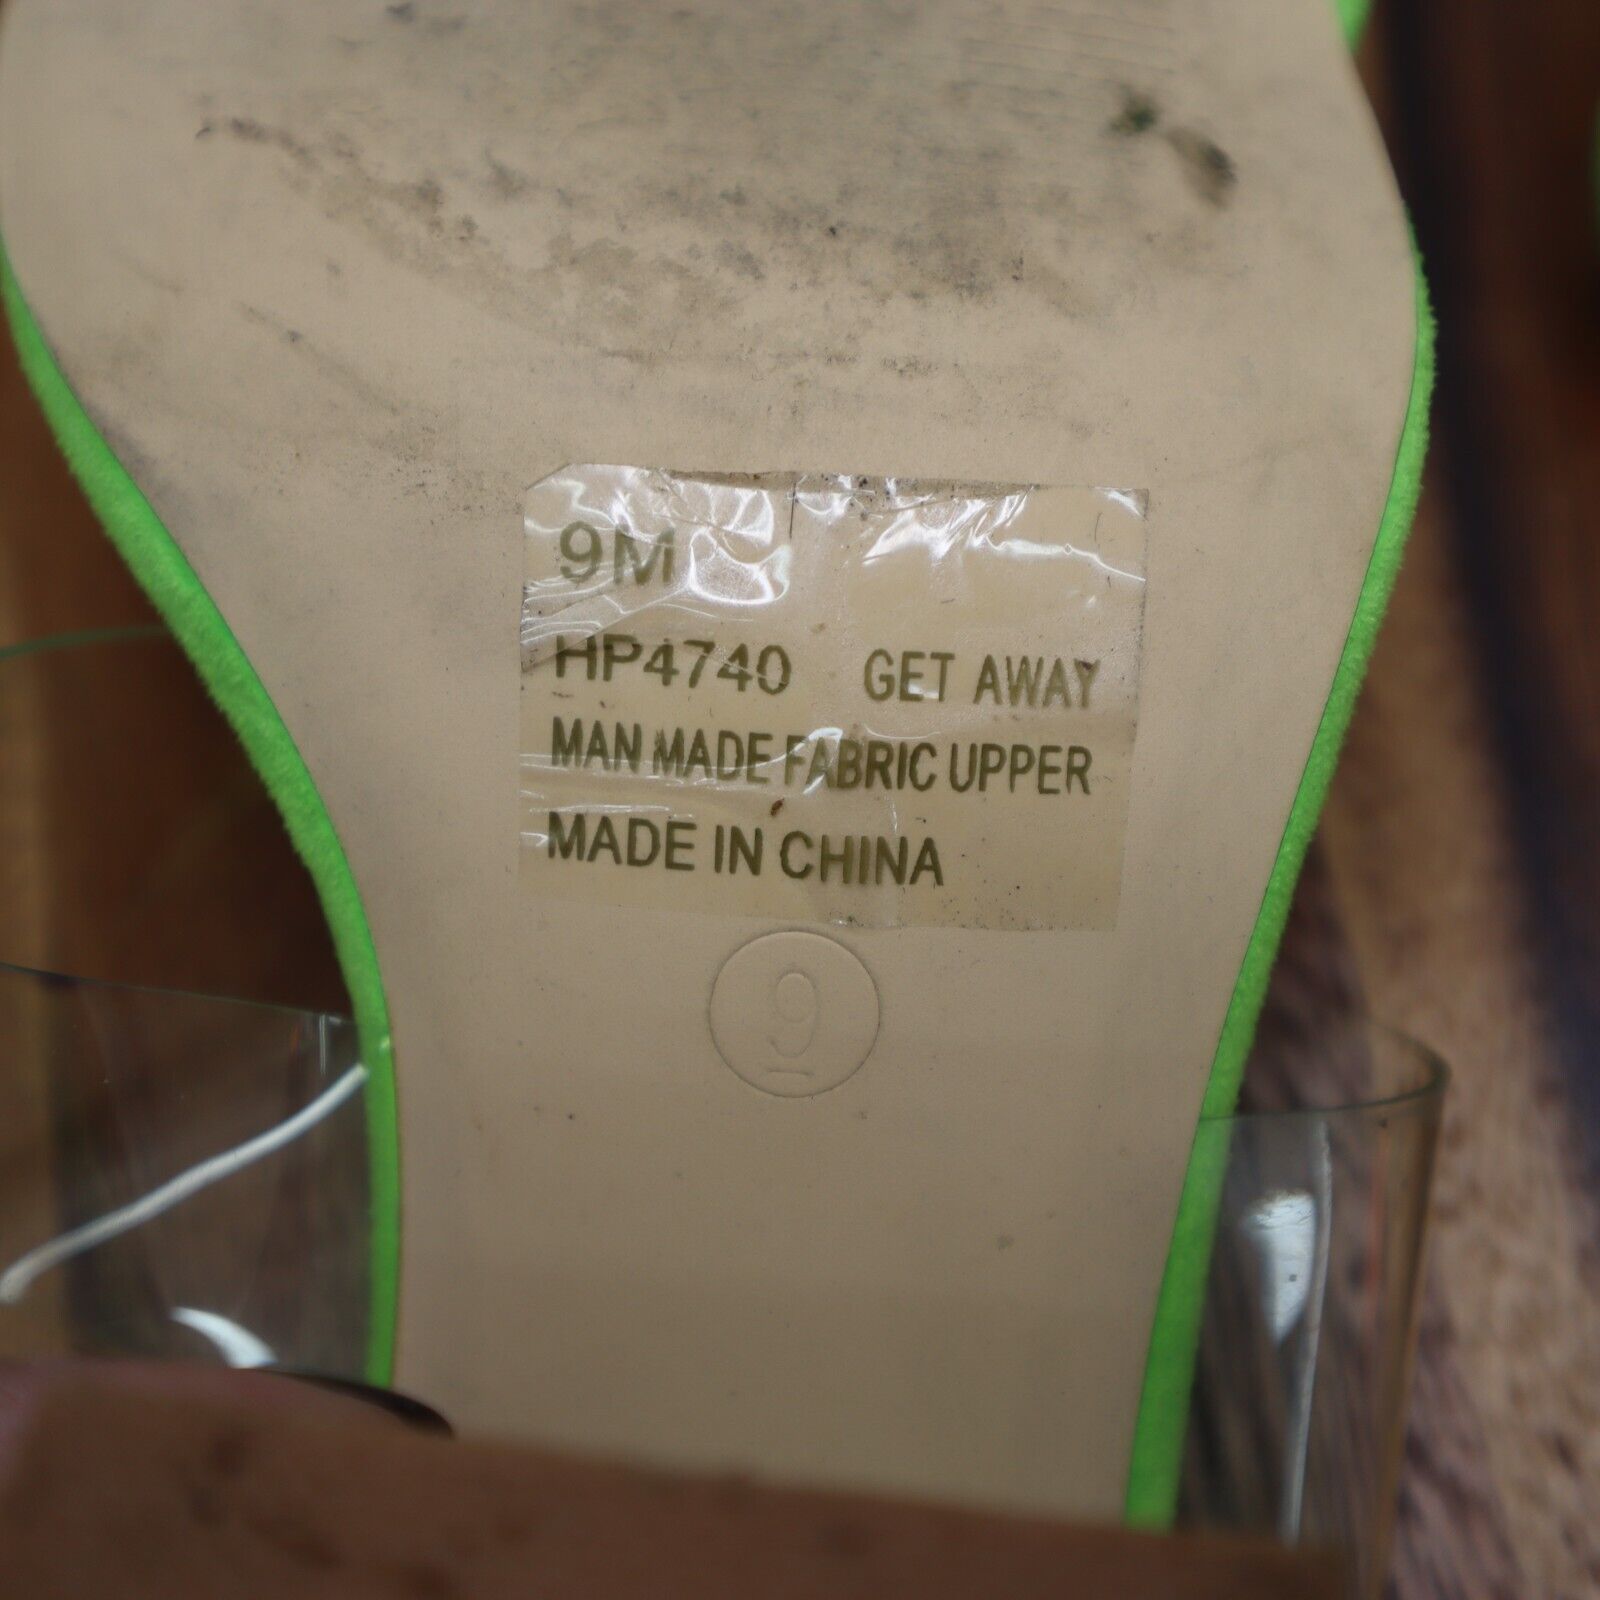 9M
HP4740 GET AWAY
MAN MADE FABRIC UPPER
MADE IN CHINA
9